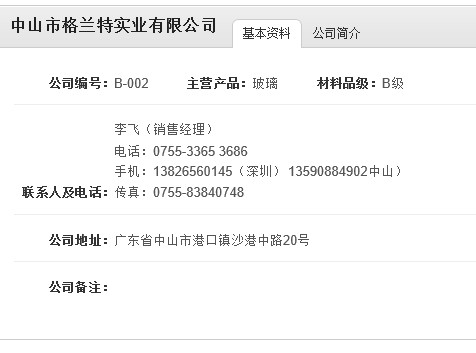 中山市格兰特实业有限公司 基本资料 公司简介
公司编号：B-002 主营产品：玻璃 材料品级：B级
李飞（销售经理）
电话：0755-3365 3686
手机：13826560145（深圳） 13590884902中山）
联系人及电话：传真：0755-83840748
公司地址：广东省中山市港口镇沙港中路20号
公司备注：